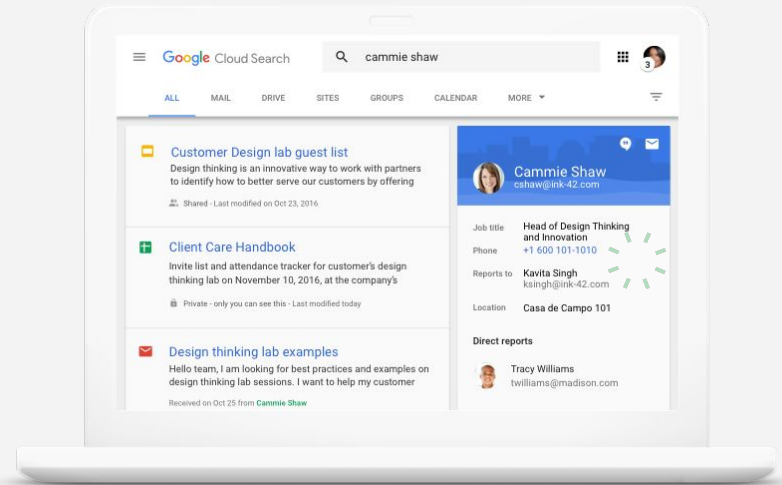 Google Cloud Search
cammie shaw
3
ALL MAIL DRIVE SITES GROUPS CALENDAR MORE
Customer Design lab guest list
Design thinking is an innovative way to work with partners
to identify how to better serve our customers by offering
Shared - Last modified on Oct 23, 2016
Client Care Handbook
Invite list and attendance tracker for customer's design
thinking lab on November 10, 2016, at the company's
Private - only you can see this - Last modified today
Design thinking lab examples
Hello team, I am looking for best practices and examples on
design thinking lab sessions. I want to help my customer
Received on Oct 25 from Cammie Shaw
Cammie Shaw
cshaw@ink-42.com
Job title Head of Design Thinking
and Innovation
Phone +1 600 101-1010
Reports to Kavita Singh
ksingh@ink-42.com
Location Casa de Campo 101
Direct reports
Tracy Williams
twilliams@madison.com